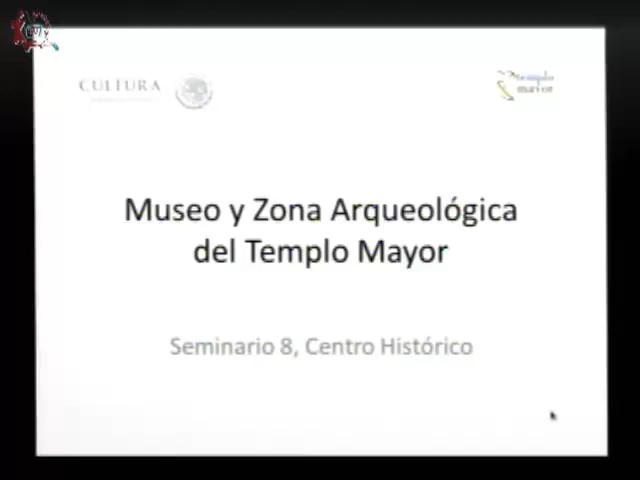 CULTURA
templo
mayor
Museo y Zona Arqueológica
del Templo Mayor
Seminario 8, Centro Histórico